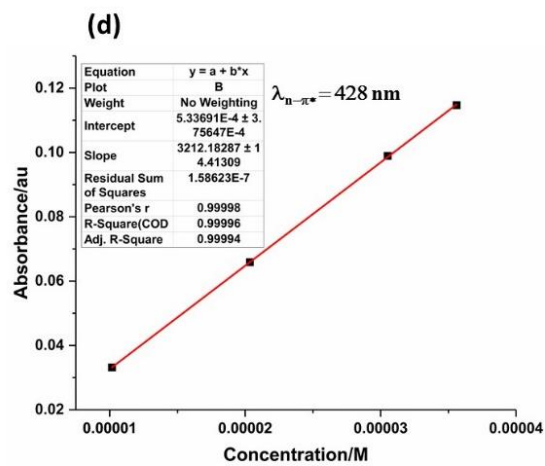 (d)
Equation y = a + b*x
Plot B
Weight No Weighting
Intercept 5.33691E-4 ± 3.
75647E-4
Slope 3212.18287 ± 1
4.41309
Residual Sum
of Squares 1.58623E-7
Pearson's r 0.99998
R-Square(COD 0.99996
Adj. R-Square 0.99994
λn-π* = 428 nm
Absorbance/au
0.12
0.10
0.08
0.06
0.04
0.02
0.00001 0.00002 0.00003 0.00004
Concentration/M